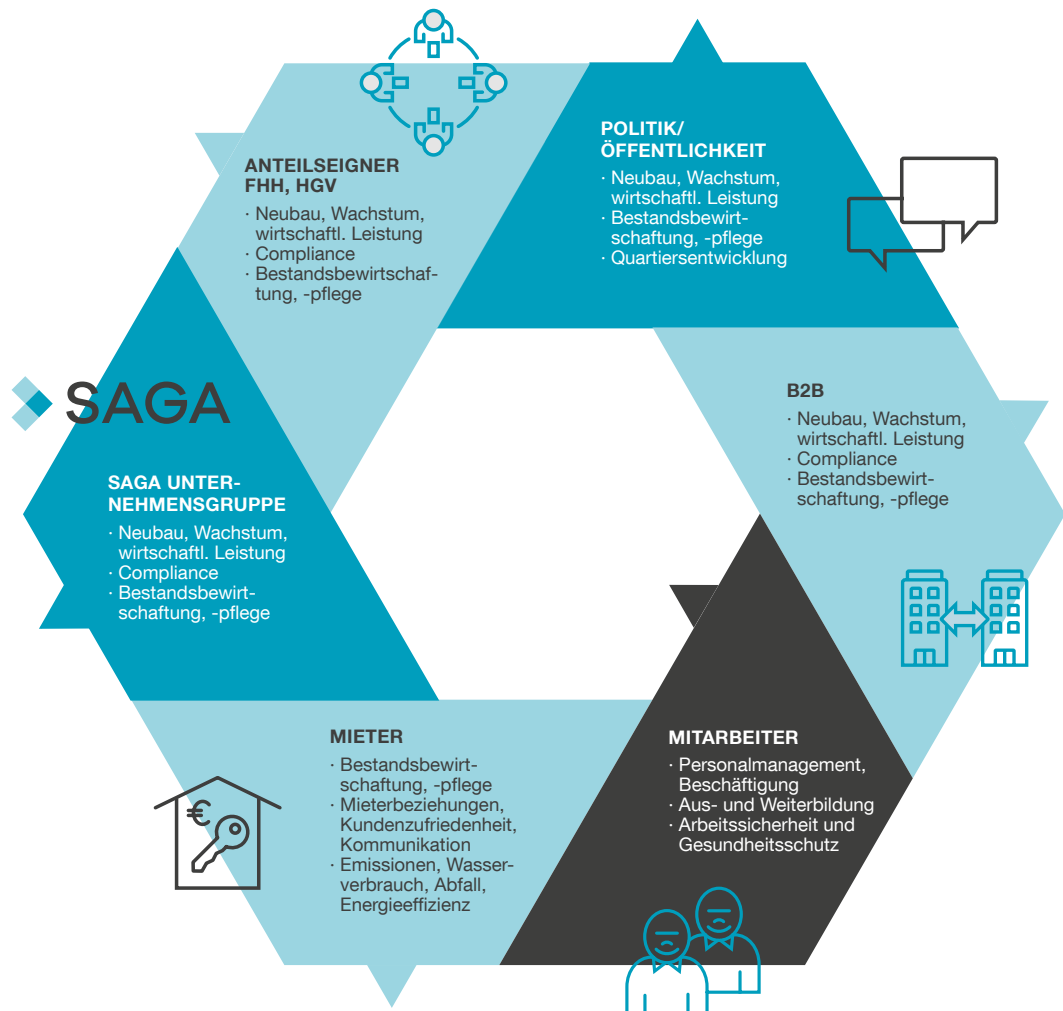 ANTEILSEIGNER
FHH, HGV
· Neubau, Wachstum,
wirtschaftl. Leistung
· Compliance
· Bestandsbewirtschaf-
tung, -pflege
POLITIK/
ÖFFENTLICHKEIT
· Neubau, Wachstum,
wirtschaftl. Leistung
· Bestandsbewirt-
schaftung, -pflege
· Quartiersentwicklung
SAGA
SAGA UNTER-
NEHMENSGRUPPE
· Neubau, Wachstum,
wirtschaftl. Leistung
· Compliance
· Bestandsbewirt-
schaftung, -pflege
B2B
· Neubau, Wachstum,
wirtschaftl. Leistung
· Compliance
· Bestandsbewirt-
schaftung, -pflege
MIETER
· Bestandsbewirt-
schaftung, -pflege
· Mieterbeziehungen,
Kundenzufriedenheit,
Kommunikation
· Emissionen, Wasser-
verbrauch, Abfall,
Energieeffizienz
€
MITARBEITER
· Personalmanagement,
Beschäftigung
· Aus- und Weiterbildung
· Arbeitssicherheit und
Gesundheitsschutz